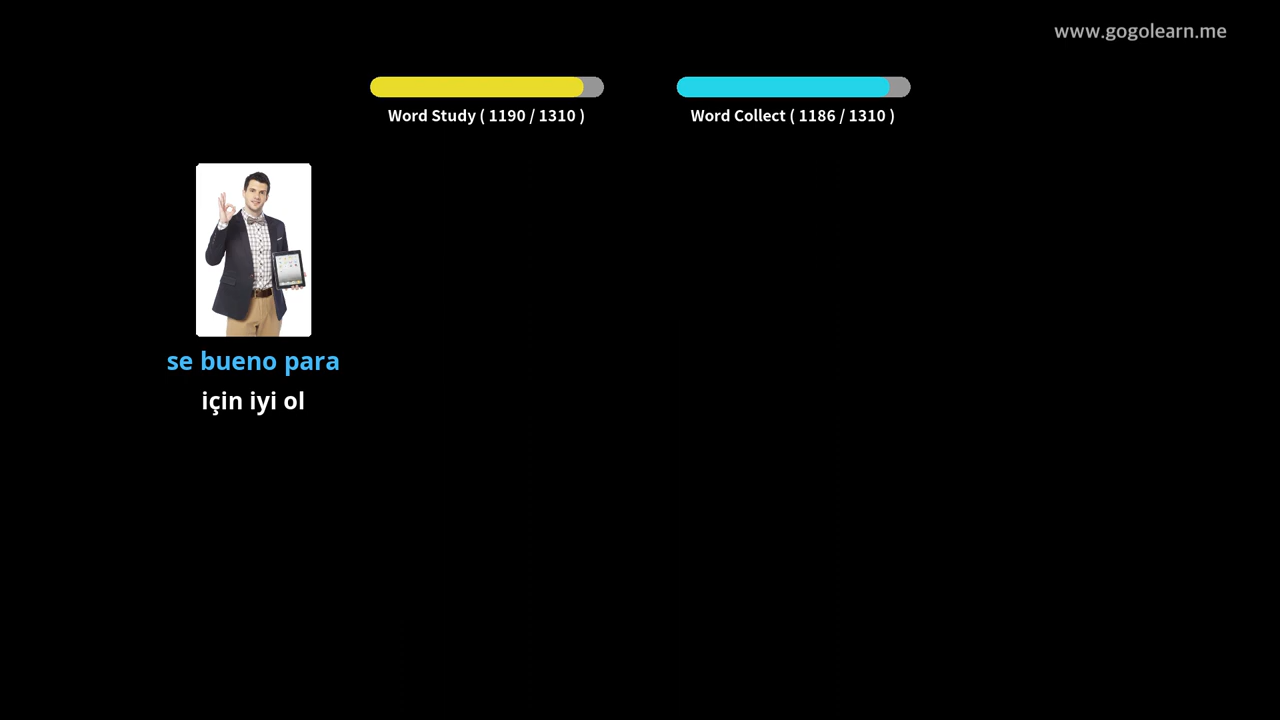 www.gogolearn.me
Word Study ( 1190 / 1310 )
Word Collect ( 1186 / 1310 )
se bueno para
için iyi ol